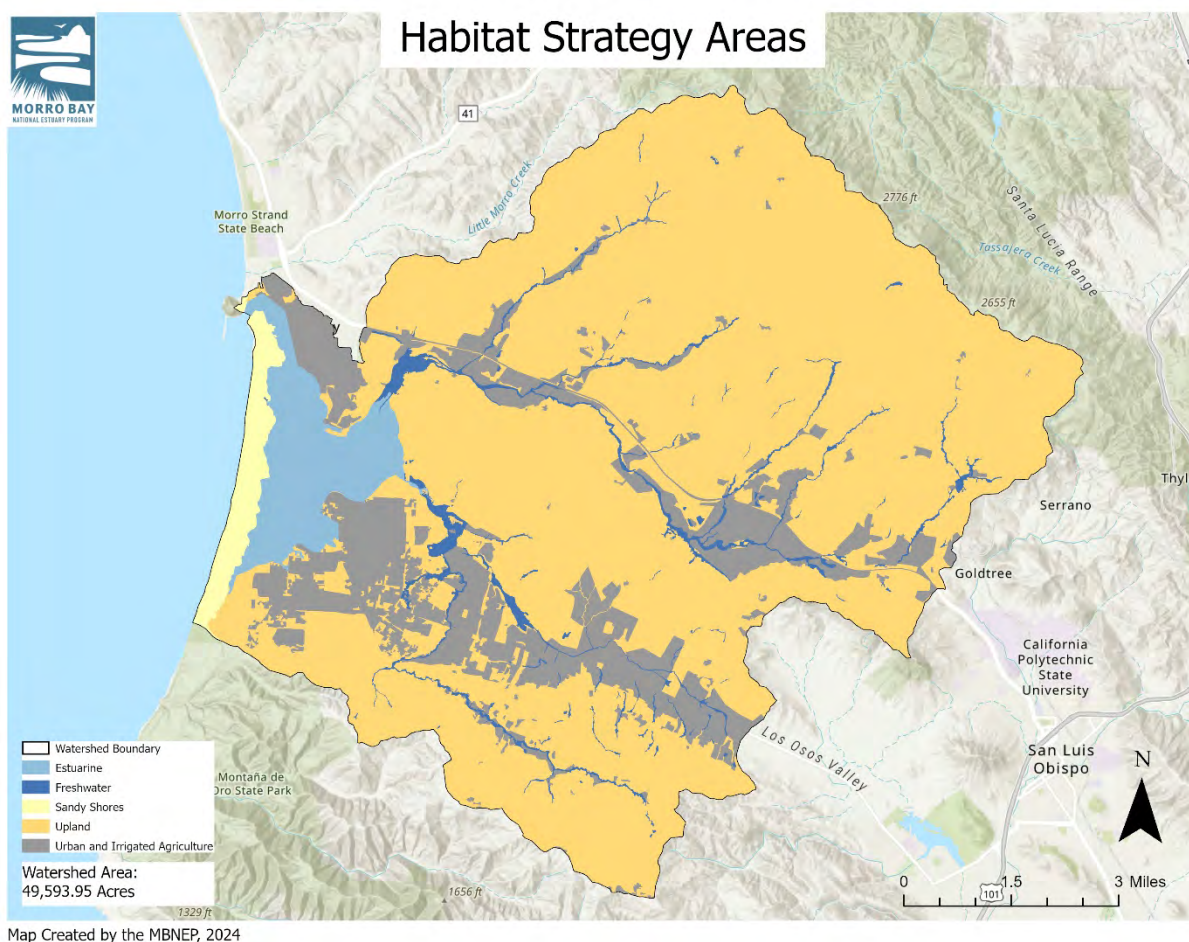 Habitat Strategy Areas
MORRO BAY
NATIONAL ESTUARY PROGRAM
41
Little Morro Creek
Morro Strand
State Beach
2776 ft
Santa Lucia Range
Tassajera Creek
2655 ft
y
Thyl
Serrano
Goldtree
California
Polytechnic
State
University
Los Osos Valley
San Luis
Obispo
N
Watershed Boundary
Estuarine
Freshwater
Sandy Shores
Upland
Urban and Irrigated Agriculture
Montaña de
Oro State Park
Watershed Area:
49,593.95 Acres
1656 ft
1329 ft
0 1.5 3 Miles
101
Map Created by the MBNEP, 2024